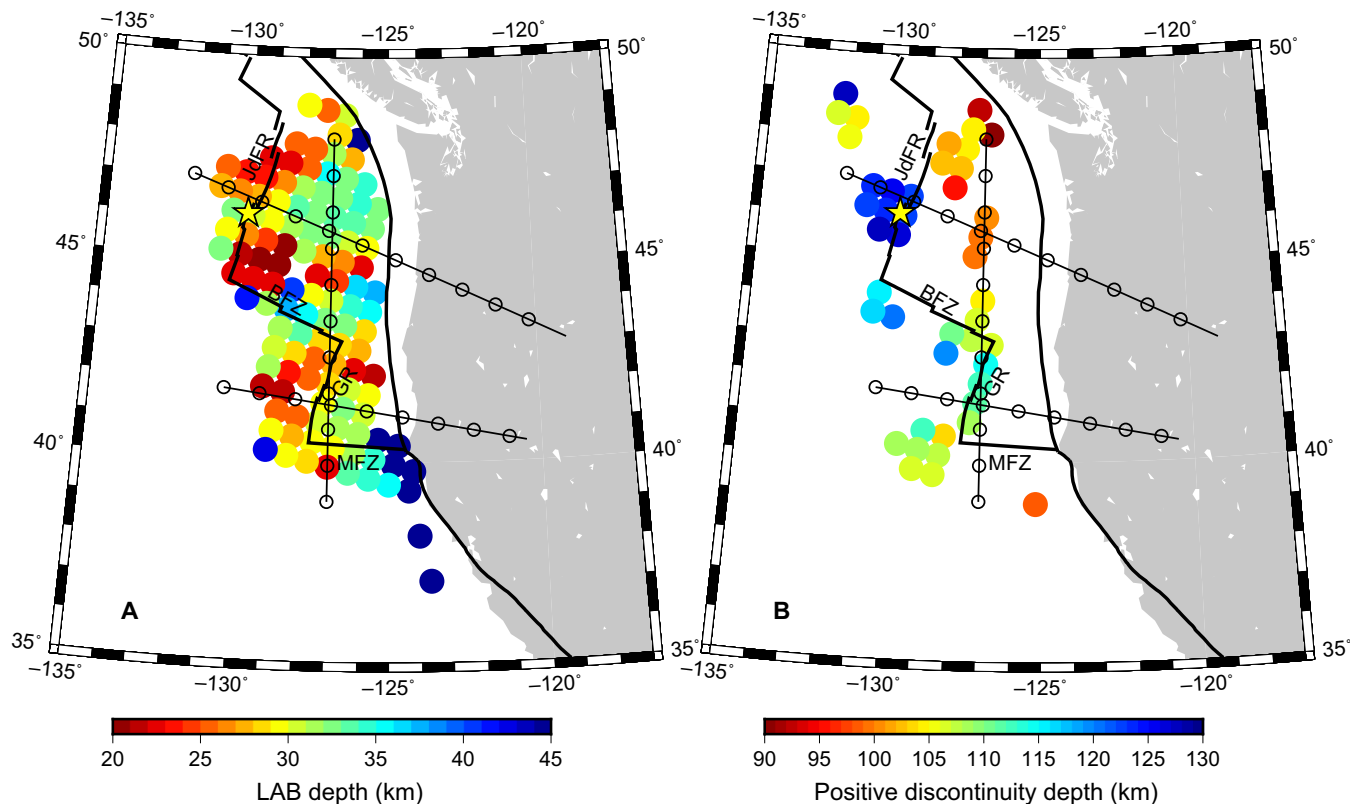 −135˚
−130˚
−125˚
−120˚
−135˚
−130˚
−125˚
−120˚
50˚
50˚
50˚
JdFR
JdFR
45˚
45˚
45˚
45˚
BFZ
BFZ
GR
GR
40˚
40˚
40˚
40˚
MFZ
MFZ
A
B
35˚
35˚
35˚
35˚
−135˚
−130˚
−125˚
−120˚
−135˚
−130˚
−125˚
−120˚
20 25 30 35 40 45
90 95 100 105 110 115 120 125 130
LAB depth (km)
Positive discontinuity depth (km)